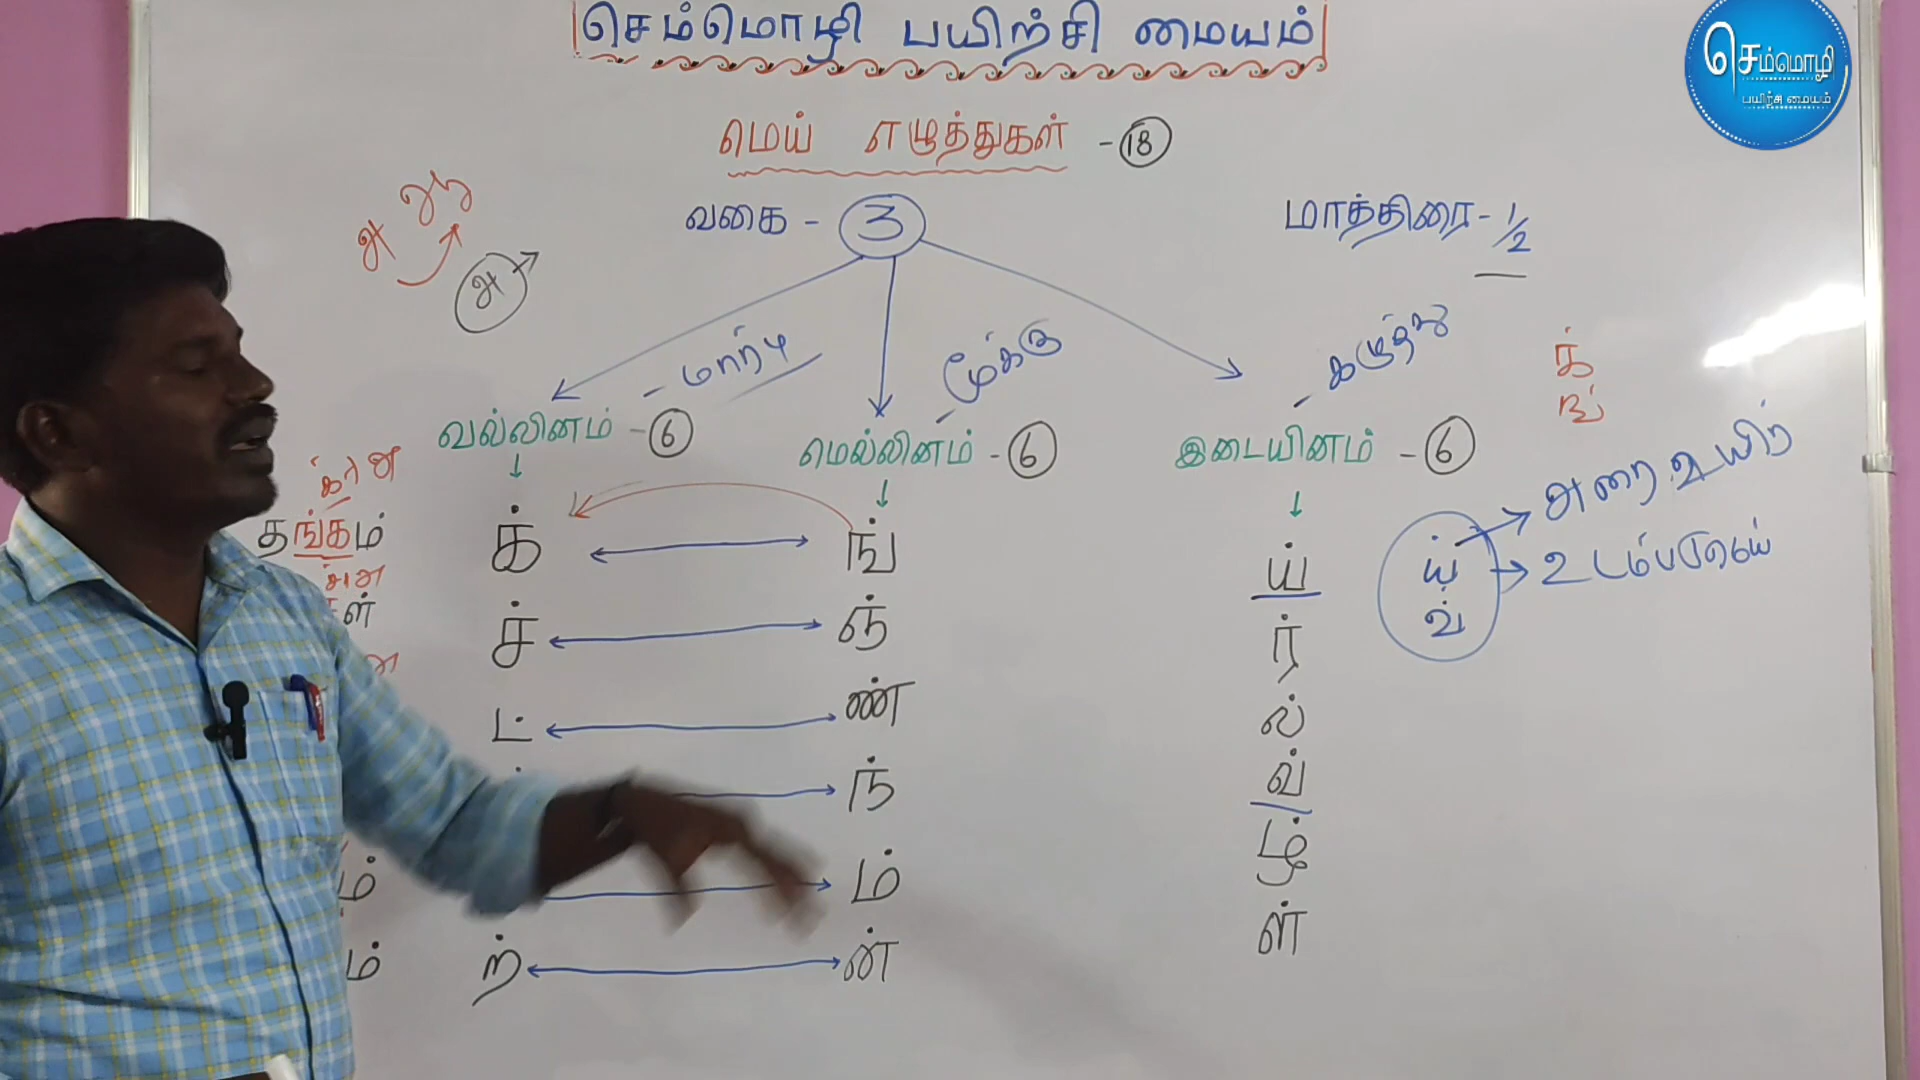 செம்மொழி பயிற்சி மையம்
செம்மொழி
பயிற்சி மையம்
மெய் எழுத்துகள் - 18
வகை - 3
மாத்திரை - 1/2
அ
அ
- மார்பு
- மூக்கு
- கழுத்து
வல்லினம் - 6
மெல்லினம் - 6
இடையினம் - 6
க்
ங்
அரை உயிர்
உடம்படுமெய்
ய்
வ்
தங்கம்
ள்
ம்
ம்
க் ங் ய்
ச் ஞ் ர்
ட் ண் ல்
ந் வ்
ம் ழ்
ற் ன் ள்